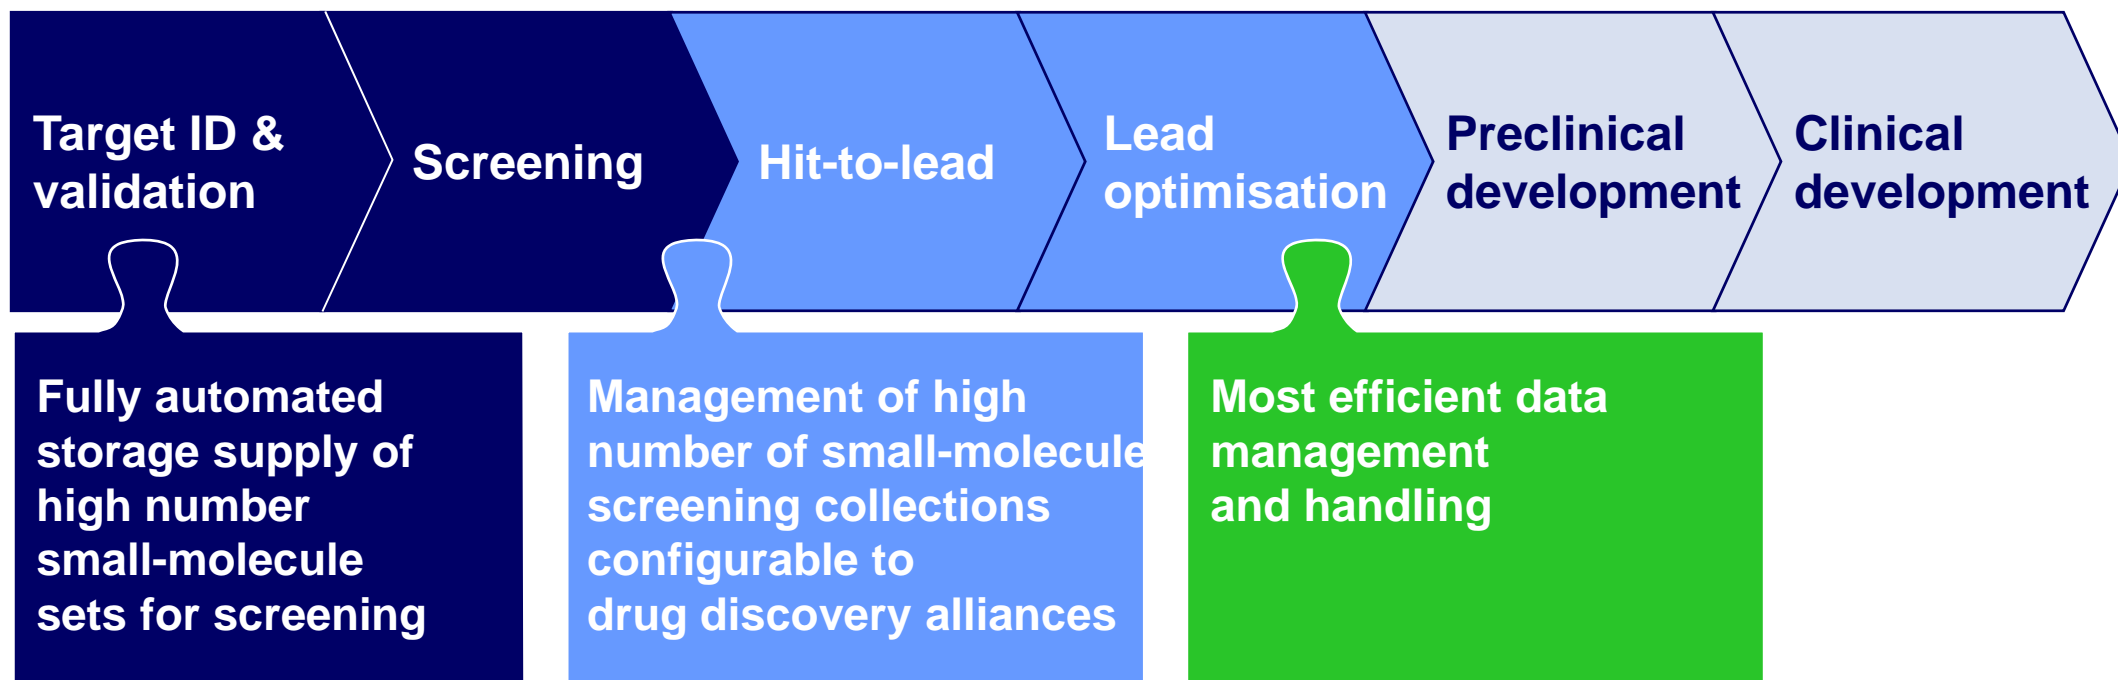 Target ID &
validation
Screening
Hit-to-lead
Lead
optimisation
Preclinical
development
Clinical
development
Fully automated
storage supply of
high number
small-molecule
sets for screening
Management of high
number of small-molecule
screening collections
configurable to
drug discovery alliances
Most efficient data
management
and handling